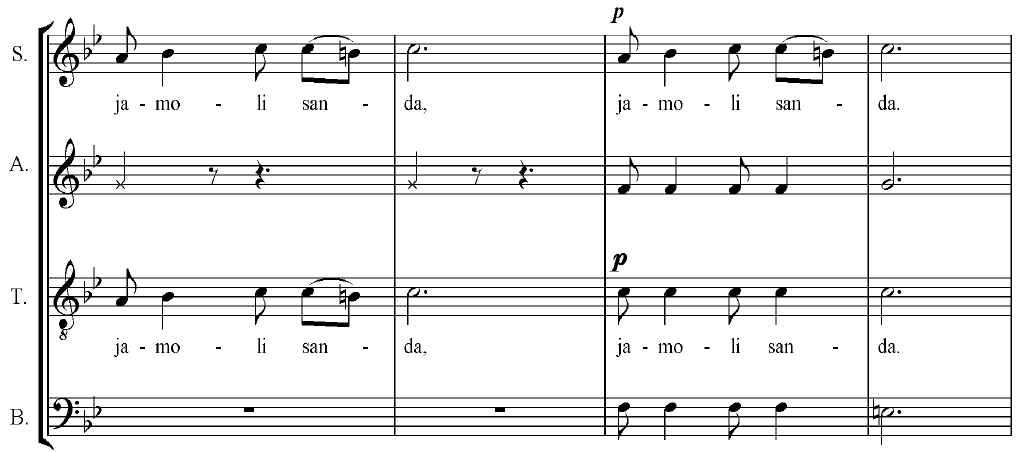 p
S.
ja - mo - li san - da, ja - mo - li san - da.
A.
p
T.
ja - mo - li san - da, ja - mo - li san - da.
B.